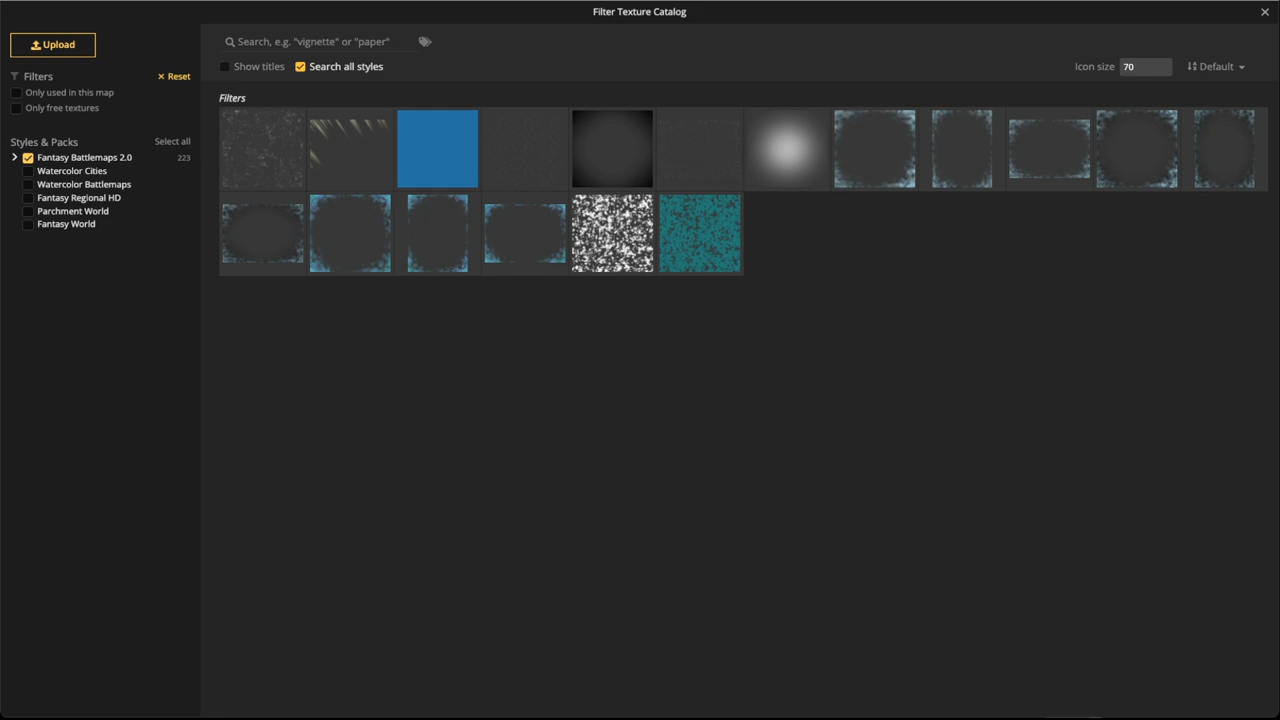 Filter Texture Catalog
Upload
Search, e.g. "vignette" or "paper"
Show titles
Search all styles
Icon size 70
Default
Filters
Reset
Only used in this map
Only free textures
Styles & Packs
Select all
Fantasy Battlemaps 2.0
223
Watercolor Cities
Watercolor Battlemaps
Fantasy Regional HD
Parchment World
Fantasy World
Filters